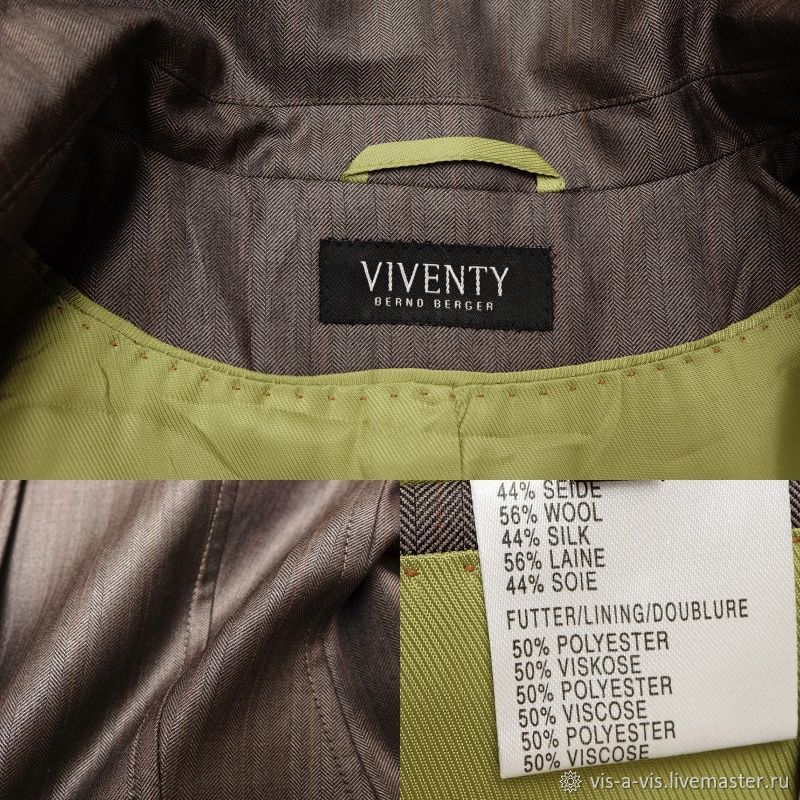 VIVENTY
BERND BERGER
44% SEIDE
56% WOOL
44% SILK
56% LAINE
44% SOIE
FUTTER/LINING/DOUBLURE
50% POLYESTER
50% VISKOSE
50% POLYESTER
50% VISCOSE
50% POLYESTER
50% VISCOSE
vis-a-vis.livemaster.ru